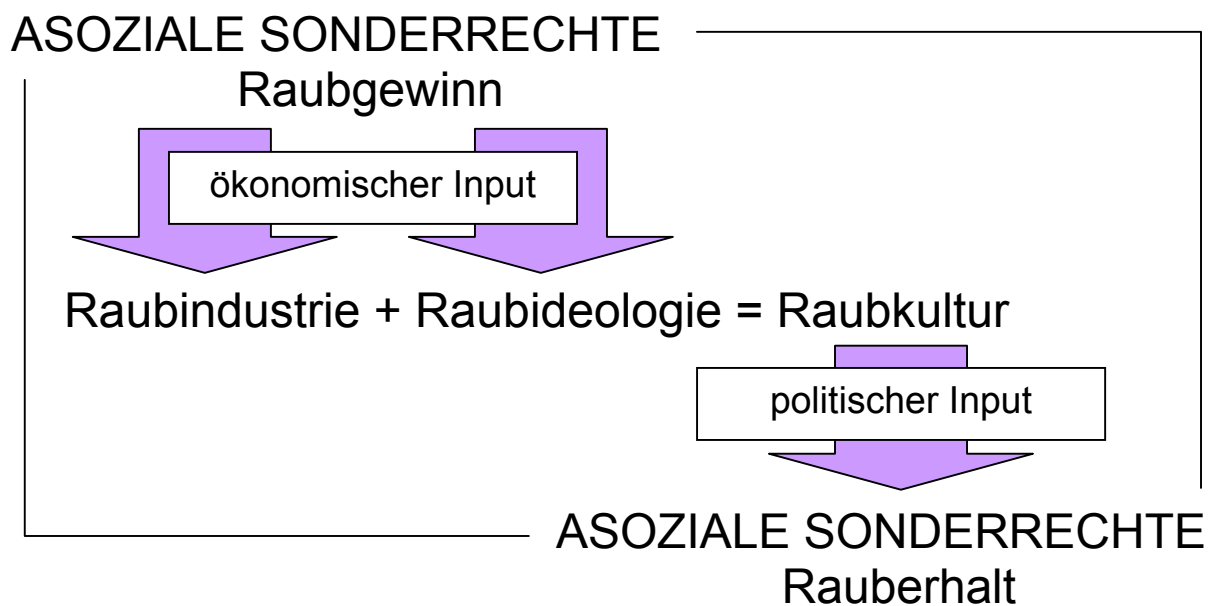 ASOZIALE SONDERRECHTE
Raubgewinn
ökonomischer Input
Raubindustrie + Raubideologie = Raubkultur
politischer Input
ASOZIALE SONDERRECHTE
Rauberhalt